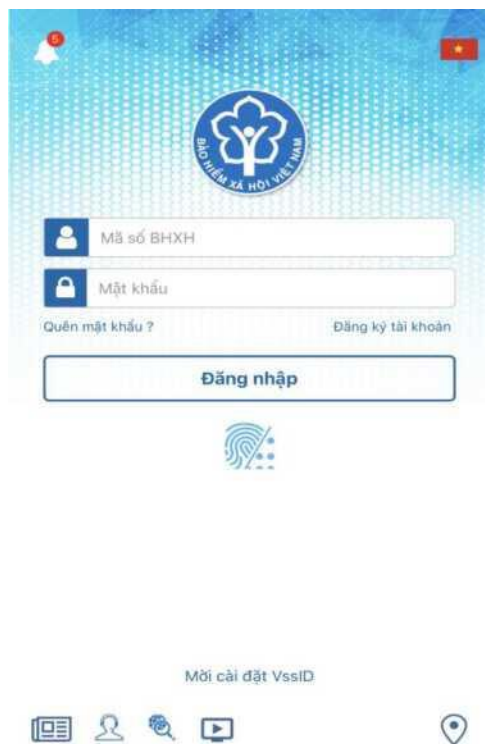 5
BẢO HIỂM XÃ HỘI VIỆT NAM
Mã số BHXH
Mật khẩu
Quên mật khẩu ?
Đăng ký tài khoản
Đăng nhập
Mời cài đặt VssID